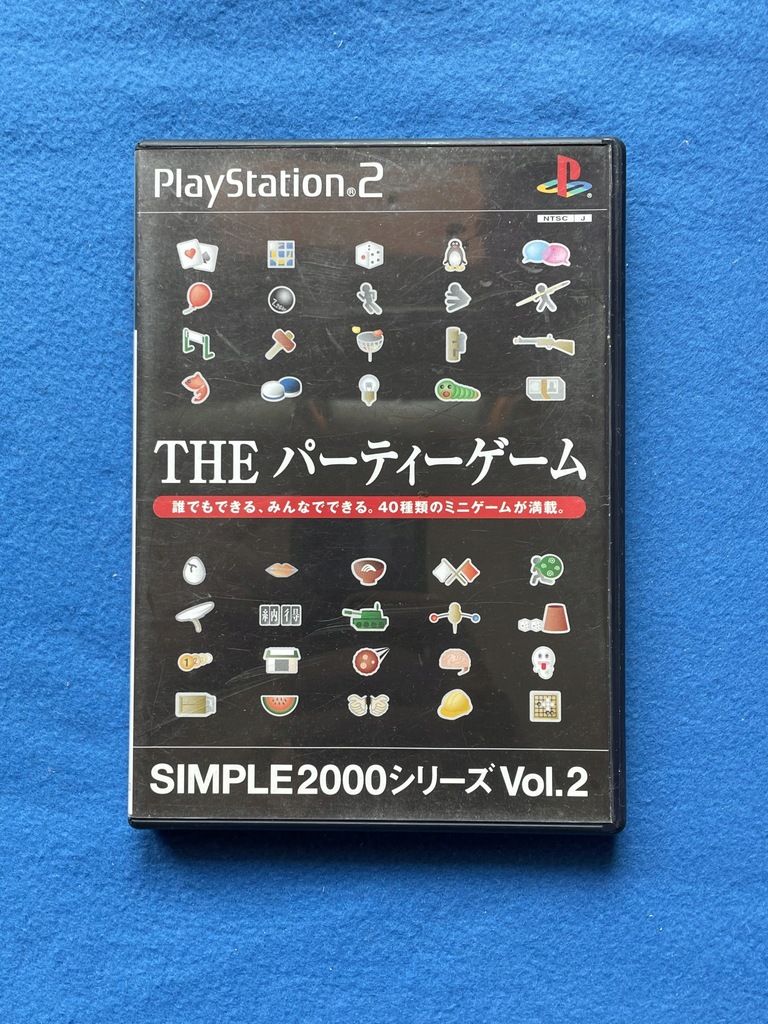 PlayStation®2
NTSC J
THE パーティーゲーム
誰でもできる、みんなでできる。40種類のミニゲームが満載。
SIMPLE2000シリーズ Vol.2